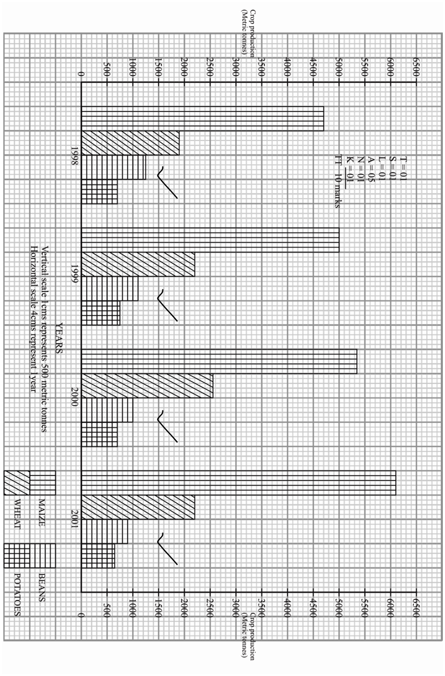 Crop production
(Metric tonnes)
6500
6000
5500
5000
4500
4000
3500
3000
2500
2000
1500
1000
500
0
T = 01
S = 01
L = 01
A = 05
N = 01
K = 01
TT 10 marks
Crop production
(Metric tonnes)
6500
6000
5500
5000
4500
4000
3500
3000
2500
2000
1500
1000
500
0
1998
1999
2000
2001
YEARS
Vertical scale 1cms represents 500 metric tonnes
Horizontal scale 4cms represent 1year
MAIZE
BEANS
WHEAT
POTATOES